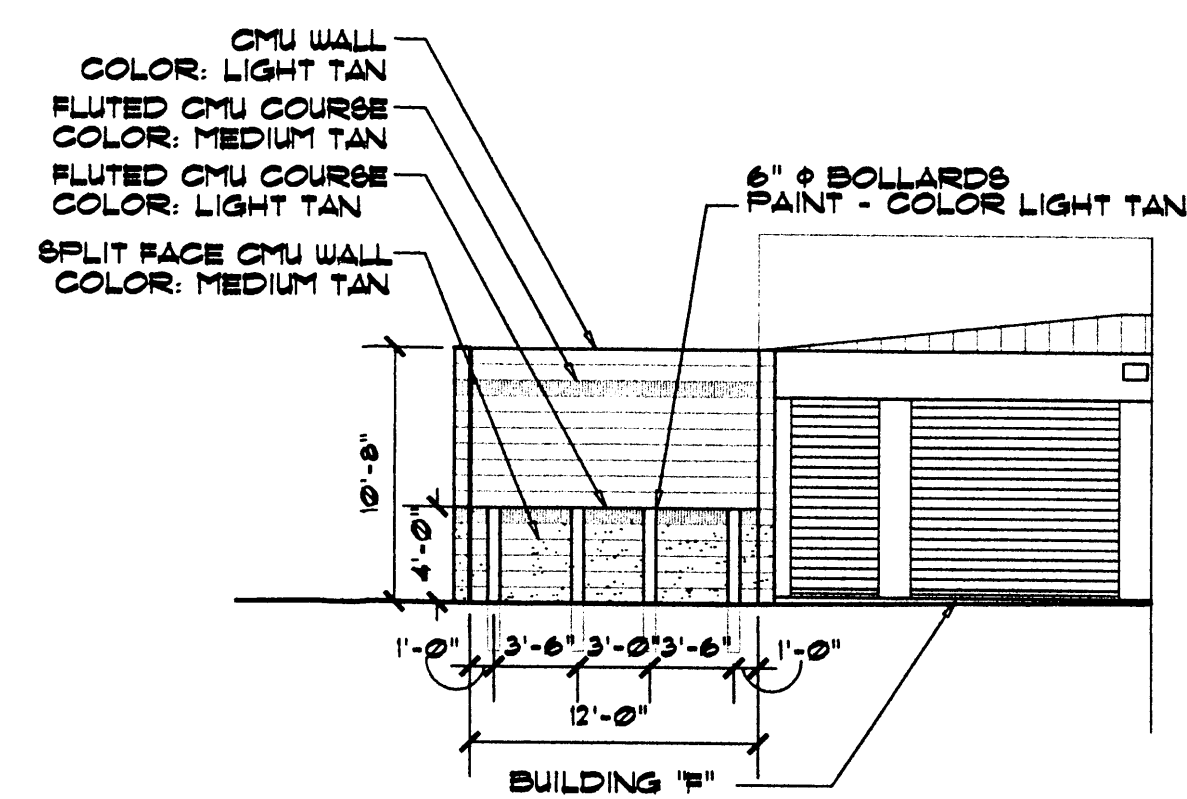 CMU WALL
COLOR: LIGHT TAN
FLUTED CMU COURSE
COLOR: MEDIUM TAN
FLUTED CMU COURSE
COLOR: LIGHT TAN
SPLIT FACE CMU WALL
COLOR: MEDIUM TAN
6" Φ BOLLARDS
PAINT - COLOR LIGHT TAN
10'-8"
4'-0"
1'-0" 3'-6" 3'-0" 3'-6" 1'-0"
12'-0"
BUILDING "F"